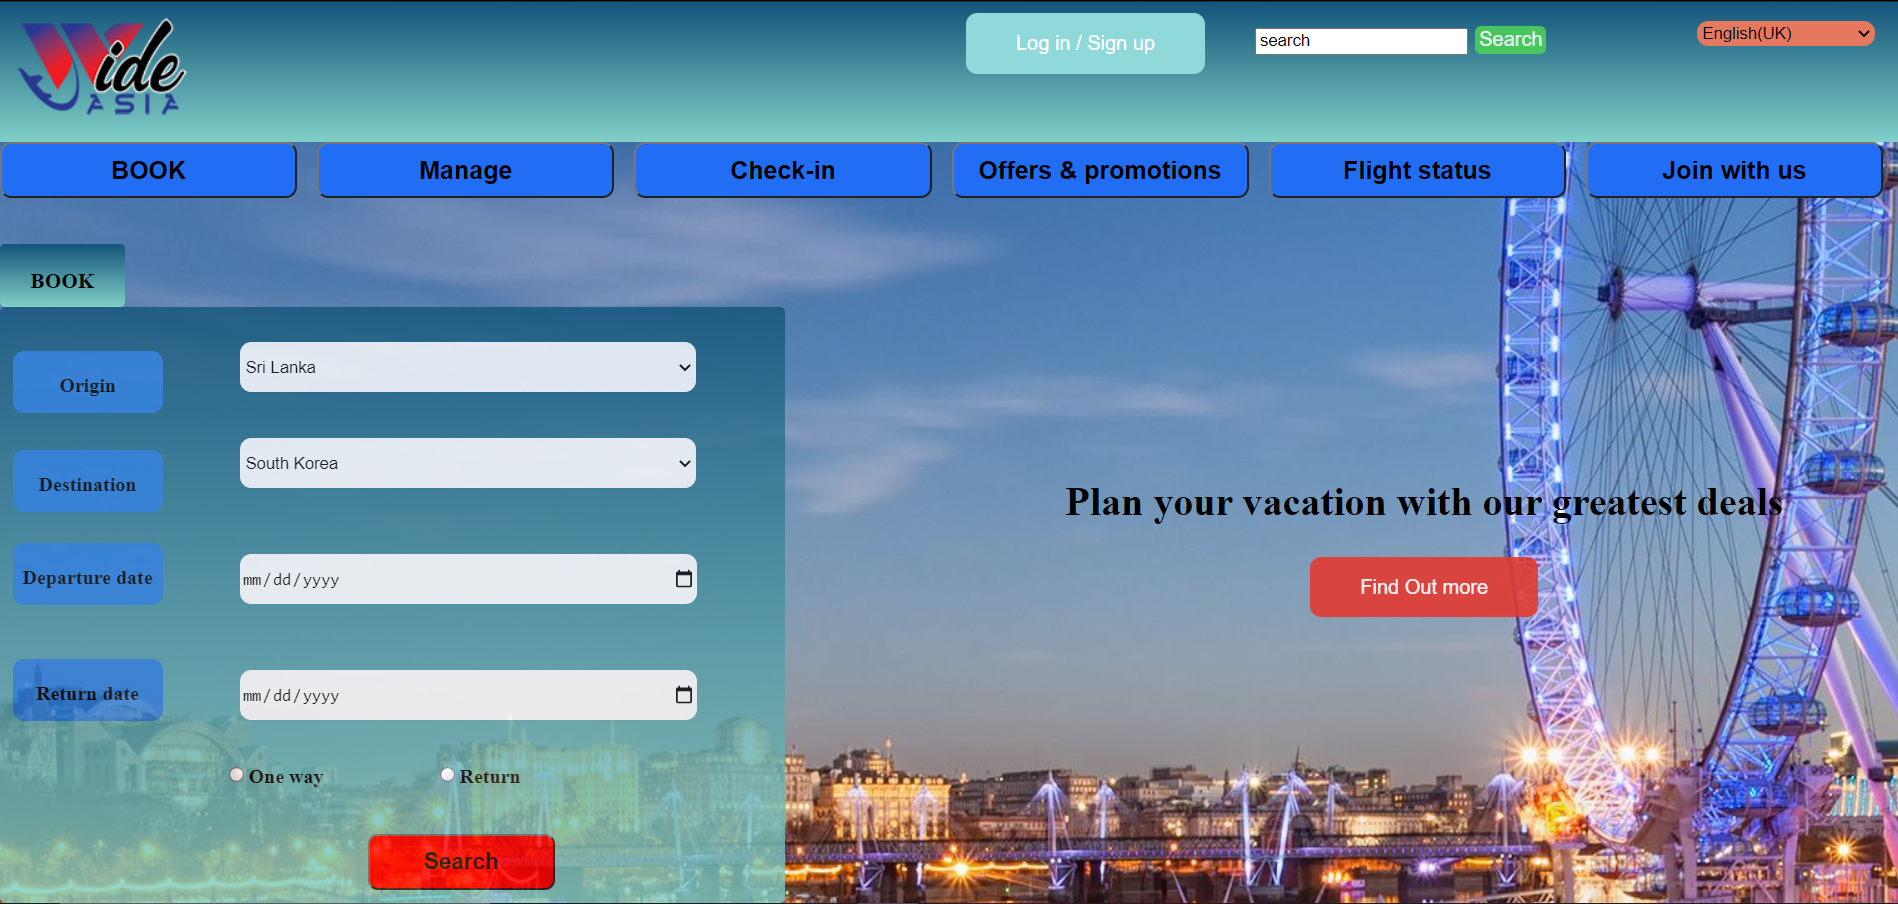 Wide
ASIA
Log in / Sign up
search
Search
English(UK)
BOOK
Manage
Check-in
Offers & promotions
Flight status
Join with us
BOOK
Origin
Sri Lanka
Destination
South Korea
Plan your vacation with our greatest deals
Departure date
mm/dd/yyyy
Find Out more
Return date
mm/dd/yyyy
One way
Return
Search